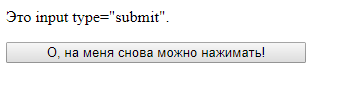 Это input type="submit".
О, на меня снова можно нажимать!